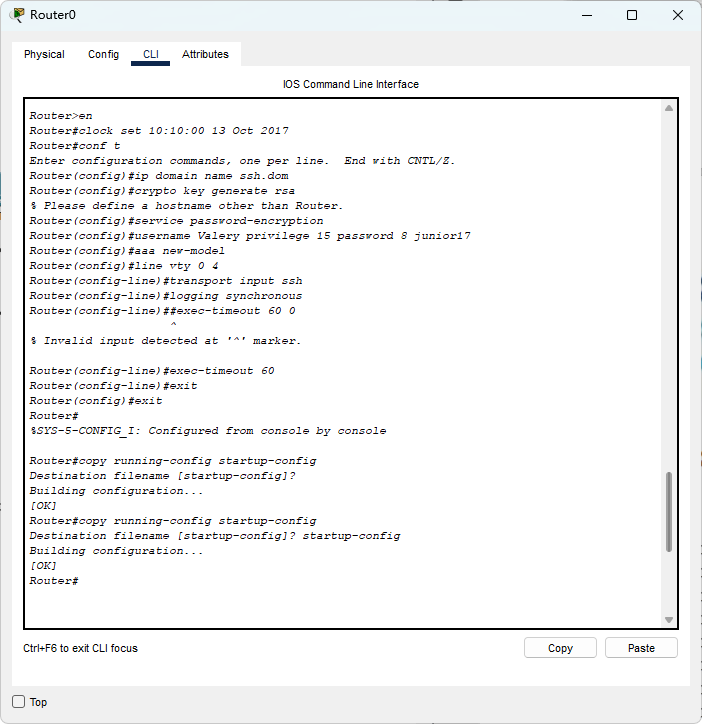 Router0
Physical Config CLI Attributes
IOS Command Line Interface
Router>en
Router#clock set 10:10:00 13 Oct 2017
Router#conf t
Enter configuration commands, one per line.  End with CNTL/Z.
Router(config)#ip domain name ssh.dom
Router(config)#crypto key generate rsa
% Please define a hostname other than Router.
Router(config)#service password-encryption
Router(config)#username Valery privilege 15 password 8 junior17
Router(config)#aaa new-model
Router(config)#line vty 0 4
Router(config-line)#transport input ssh
Router(config-line)#logging synchronous
Router(config-line)##exec-timeout 60 0
^
% Invalid input detected at '^' marker.
Router(config-line)#exec-timeout 60
Router(config-line)#exit
Router(config)#exit
Router#
%SYS-5-CONFIG_I: Configured from console by console
Router#copy running-config startup-config
Destination filename [startup-config]?
Building configuration...
[OK]
Router#copy running-config startup-config
Destination filename [startup-config]? startup-config
Building configuration...
[OK]
Router#
Ctrl+F6 to exit CLI focus
Copy Paste
Top